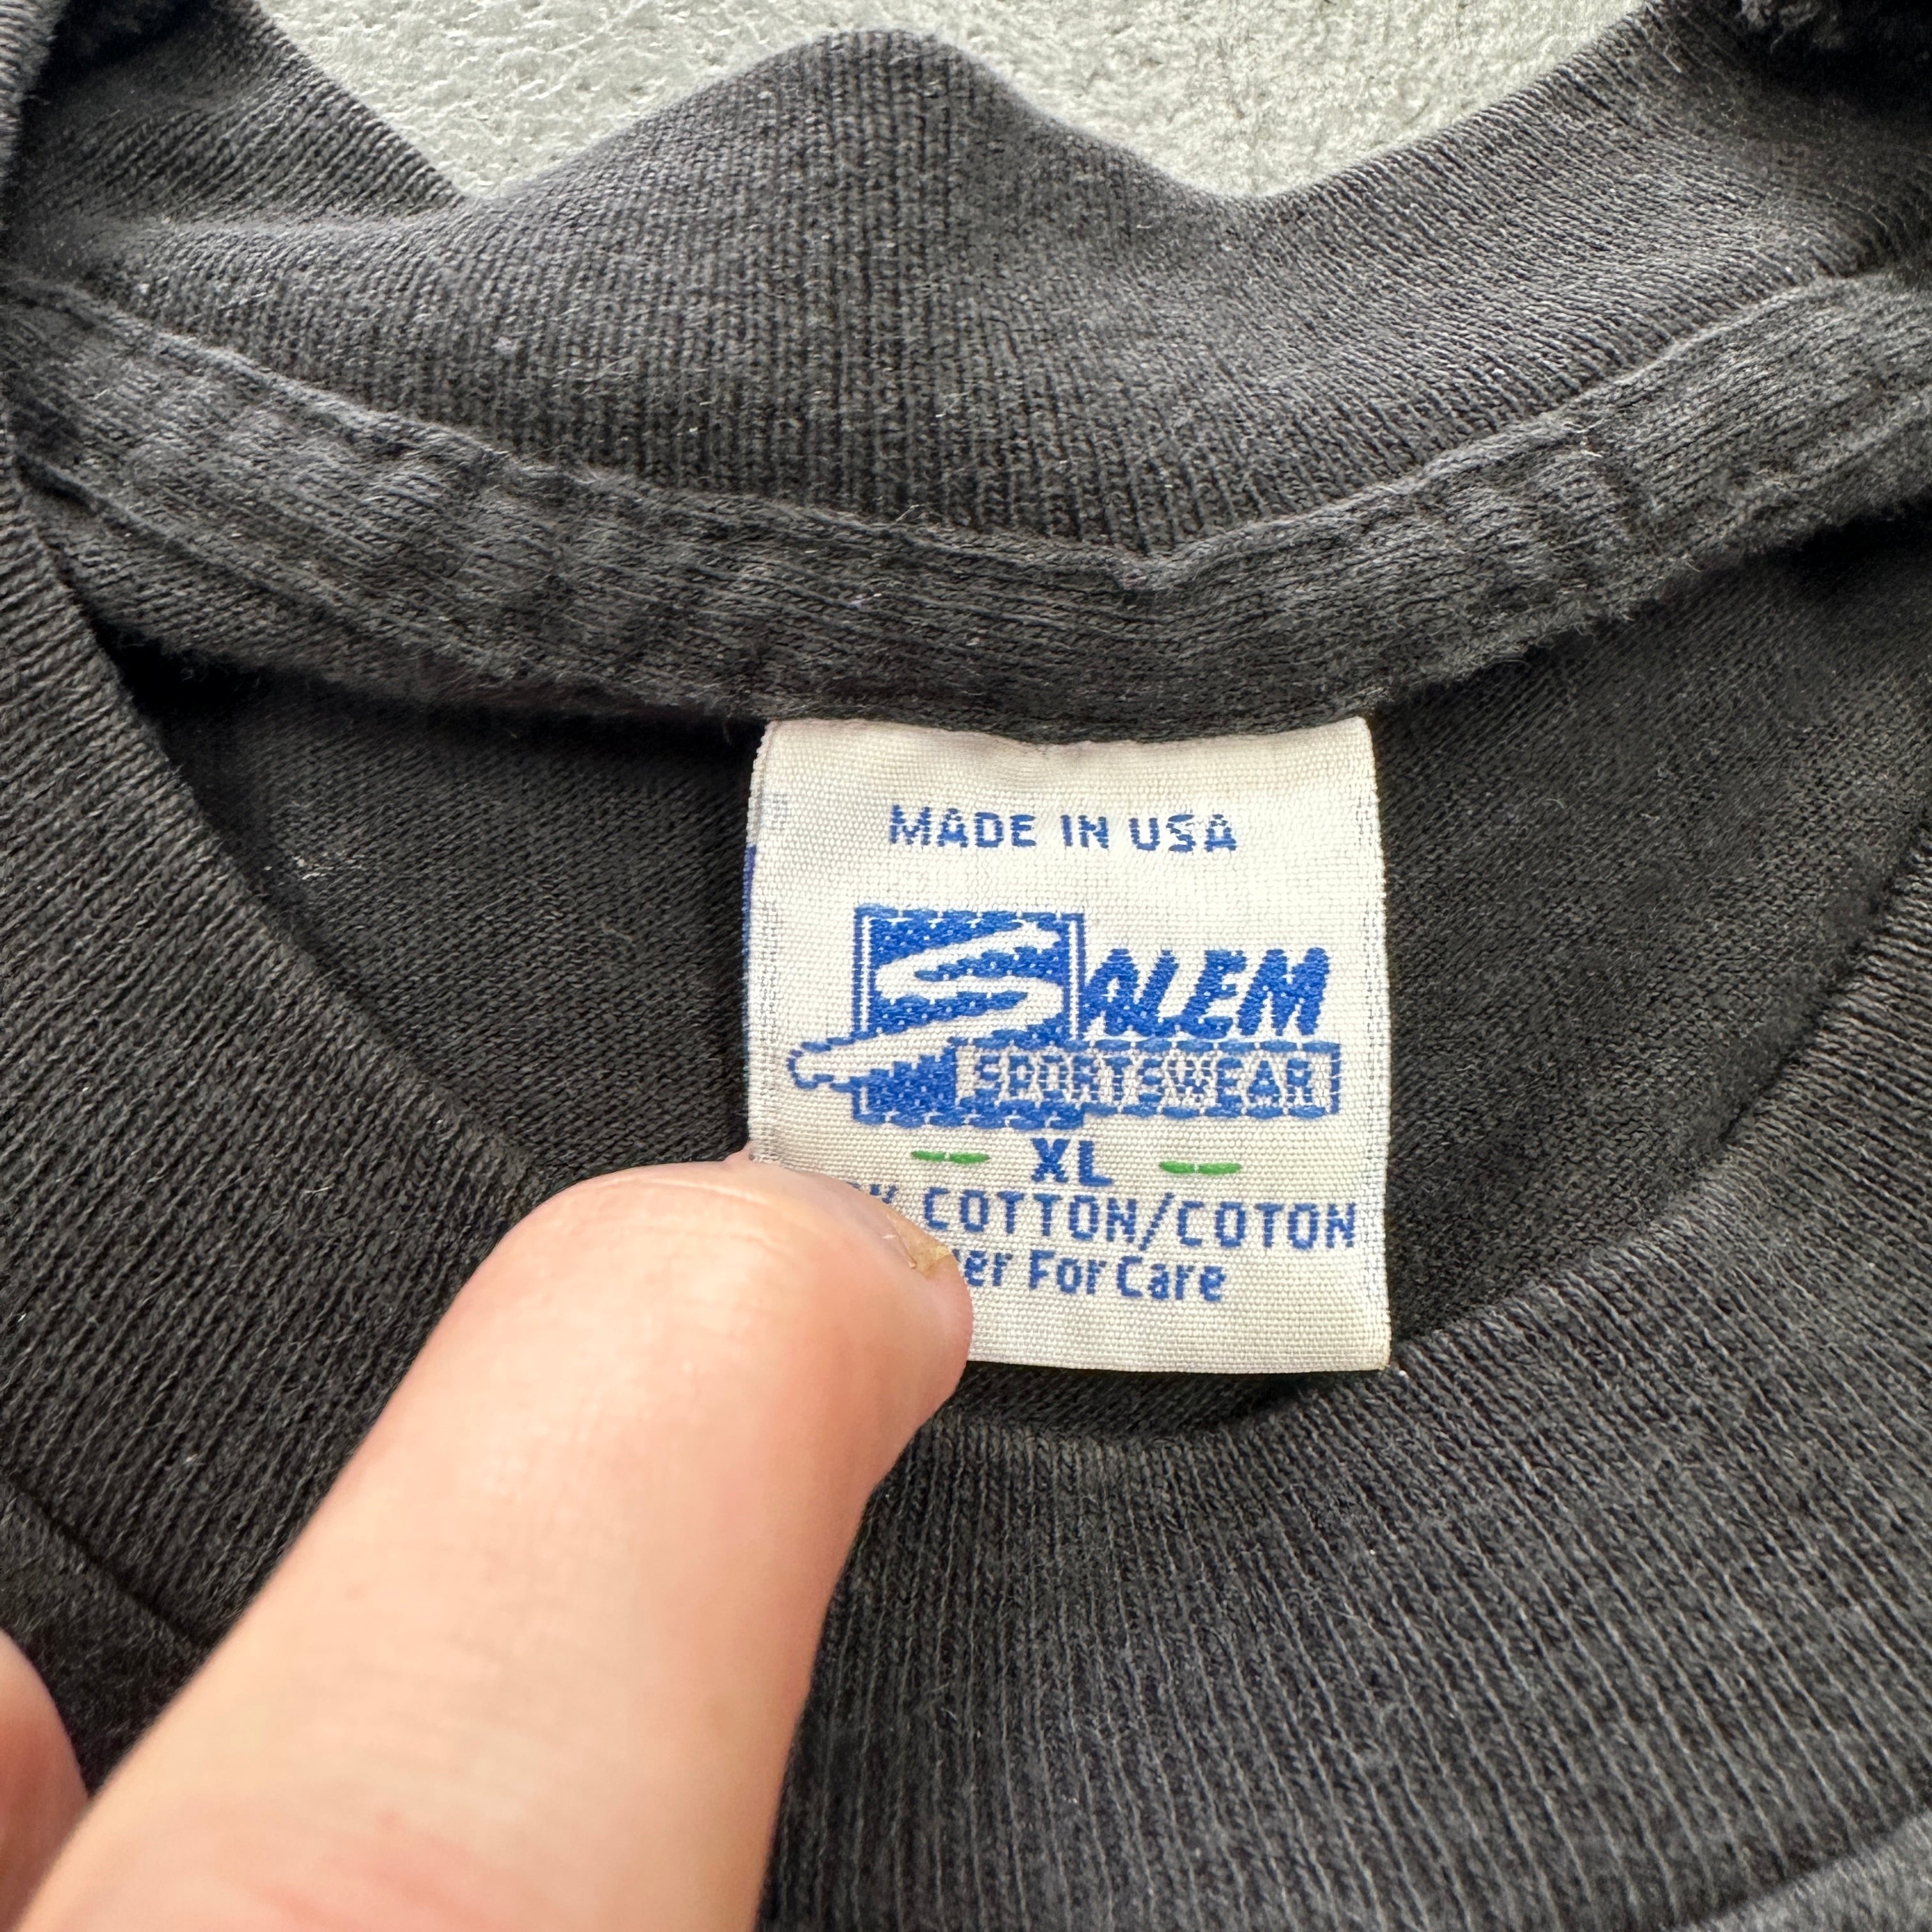 MADE IN USA
SALEM
SPORTSWEAR
XL
COTTON/COTON
For Care